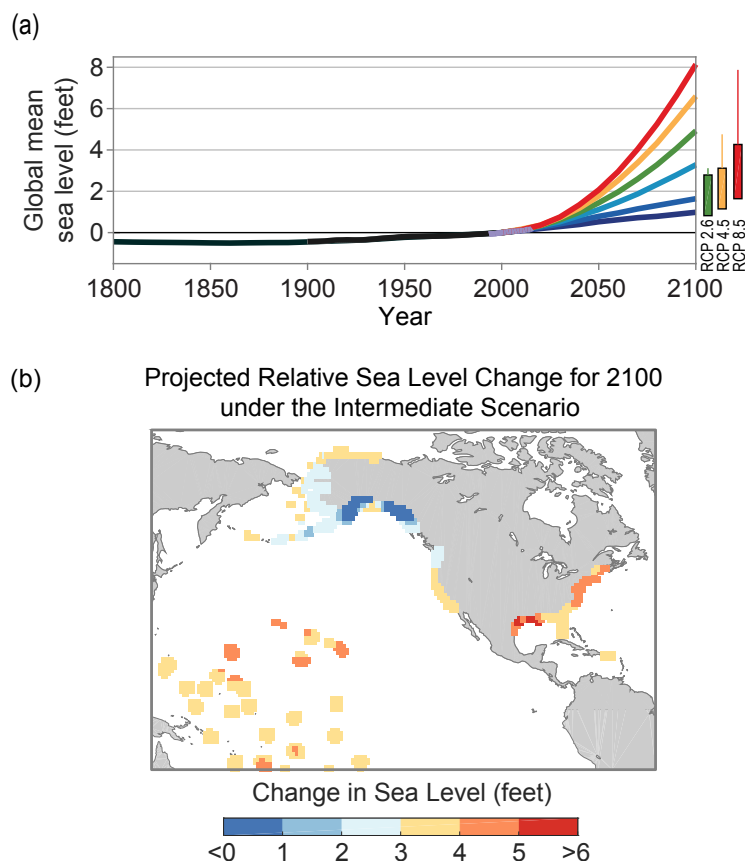 (a)
Global mean
sea level (feet)
8
6
4
2
0
1800 1850 1900 1950 2000 2050 2100
Year
RCP 2.6
RCP 4.5
RCP 8.5
(b)
Projected Relative Sea Level Change for 2100
under the Intermediate Scenario
Change in Sea Level (feet)
<0 1 2 3 4 5 >6